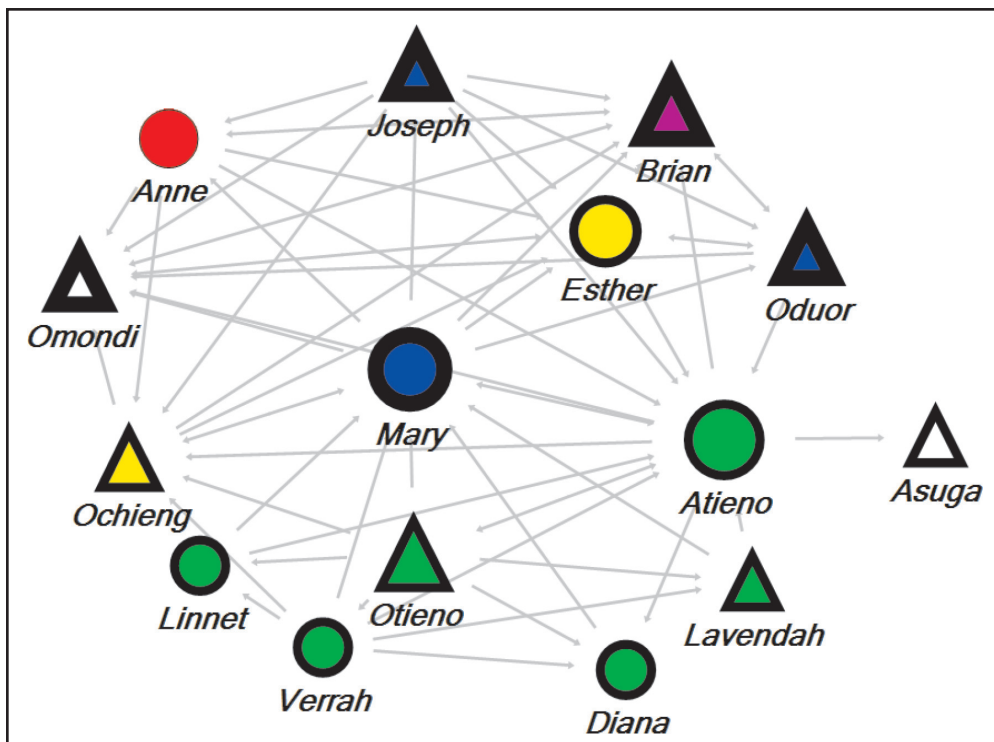 Joseph
Brian
Anne
Esther
Oduor
Omondi
Mary
Atieno
Asuga
Ochieng
Linnet
Otieno
Lavendah
Verrah
Diana